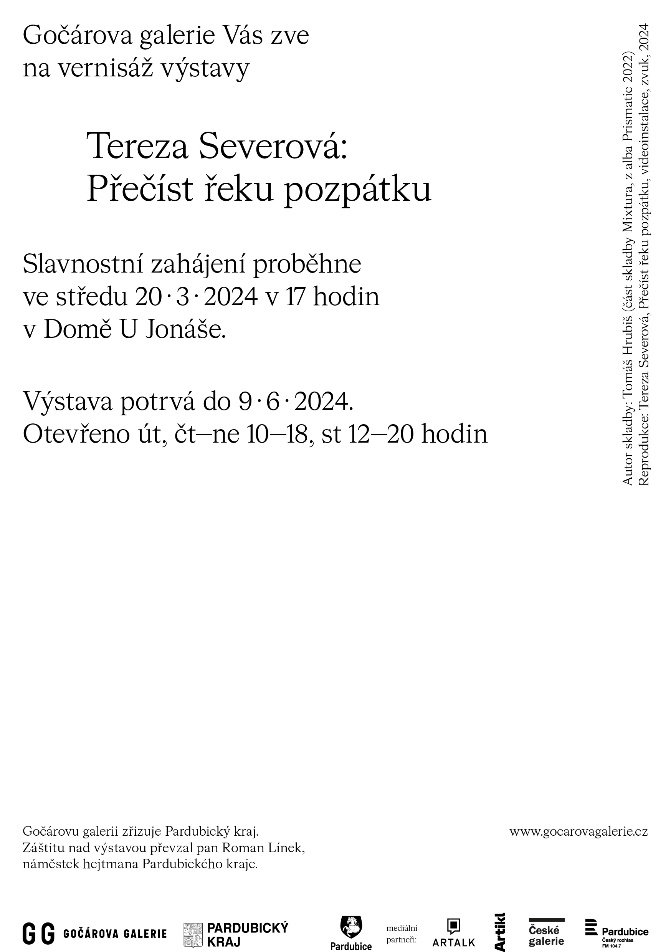 Gočárova galerie Vás zve
na vernisáž výstavy
Tereza Severová:
Přečíst řeku pozpátku
Slavnostní zahájení proběhne
ve středu 20·3·2024 v 17 hodin
v Domě U Jonáše.
Výstava potrvá do 9·6·2024.
Otevřeno út, čt—ne 10—18, st 12—20 hodin
Autor skladby: Tomáš Hrubiš (část skladby Mixtura, z alba Prismatic 2022)
Reprodukce: Tereza Severová, Přečíst řeku pozpátku, videoinstalace, zvuk, 2024
Gočárovu galerii zřizuje Pardubický kraj.
Záštitu nad výstavou převzal pan Roman Línek,
náměstek hejtmana Pardubického kraje.
www.gocarovagalerie.cz
GG GOČÁROVA GALERIE
PARDUBICKÝ
KRAJ
Pardubice
mediální
partneři:
ARTALK
Artikl
České
galerie
Pardubice
Český rozhlas
FM 104 7